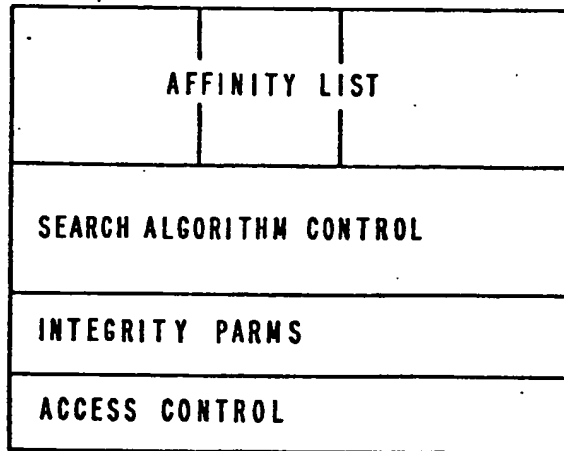 AFFINITY LIST
SEARCH ALGORITHM CONTROL
INTEGRITY PARMS
ACCESS CONTROL